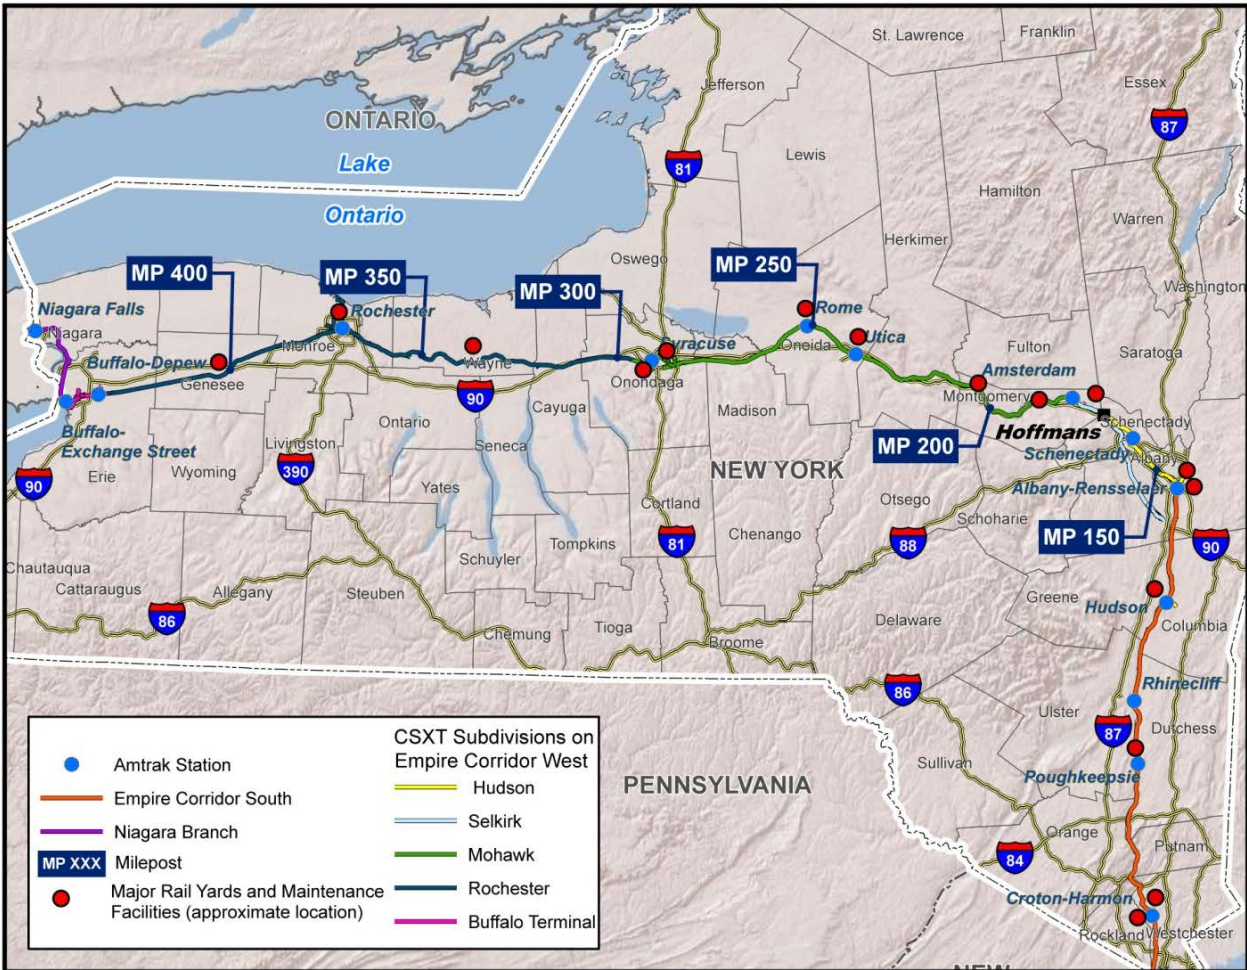 St. Lawrence
Franklin
Jefferson
Essex
ONTARIO
87
Lake
81
Lewis
Hamilton
Ontario
Warren
Herkimer
Oswego
MP 250
MP 400
MP 350
MP 300
Washington
Niagara Falls
Rochester
Rome
Niagara
Utica
Syracuse
Monroe
Oneida
Fulton
Saratoga
Buffalo-Depew
Wayne
Amsterdam
Genesee
Onondaga
Montgomery
90
Cayuga
Madison
Ontario
Schenectady
Hoffmans
Buffalo-
Exchange Street
Livingston
Seneca
MP 200
Schenectady
Albany
390
NEW YORK
Erie
Wyoming
90
Yates
Cortland
Otsego
Albany-Rensselaer
Schoharie
Chenango
MP 150
Tompkins
81
88
90
Schuyler
Chautauqua
Cattaraugus
Allegany
Steuben
Greene
Hudson
86
Delaware
Columbia
Tioga
Chemung
Broome
86
Rhinecliff
Ulster
Dutchess
87
Sullivan
Poughkeepsie
PENNSYLVANIA
Orange
Putnam
84
Croton-Harmon
Rockland
Westchester
NEW
Amtrak Station
Empire Corridor South
Niagara Branch
MP XXX Milepost
Major Rail Yards and Maintenance
Facilities (approximate location)
CSXT Subdivisions on
Empire Corridor West
Hudson
Selkirk
Mohawk
Rochester
Buffalo Terminal